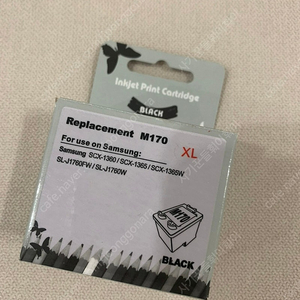 Inkjet Print Cartridge
BLACK
Replacement M170
XL
For use on Samsung:
Samsung SCX-1360 / SCX-1365 / SCX-1365W
SL-J1760FW / SL-J1760W
M170
BLACK